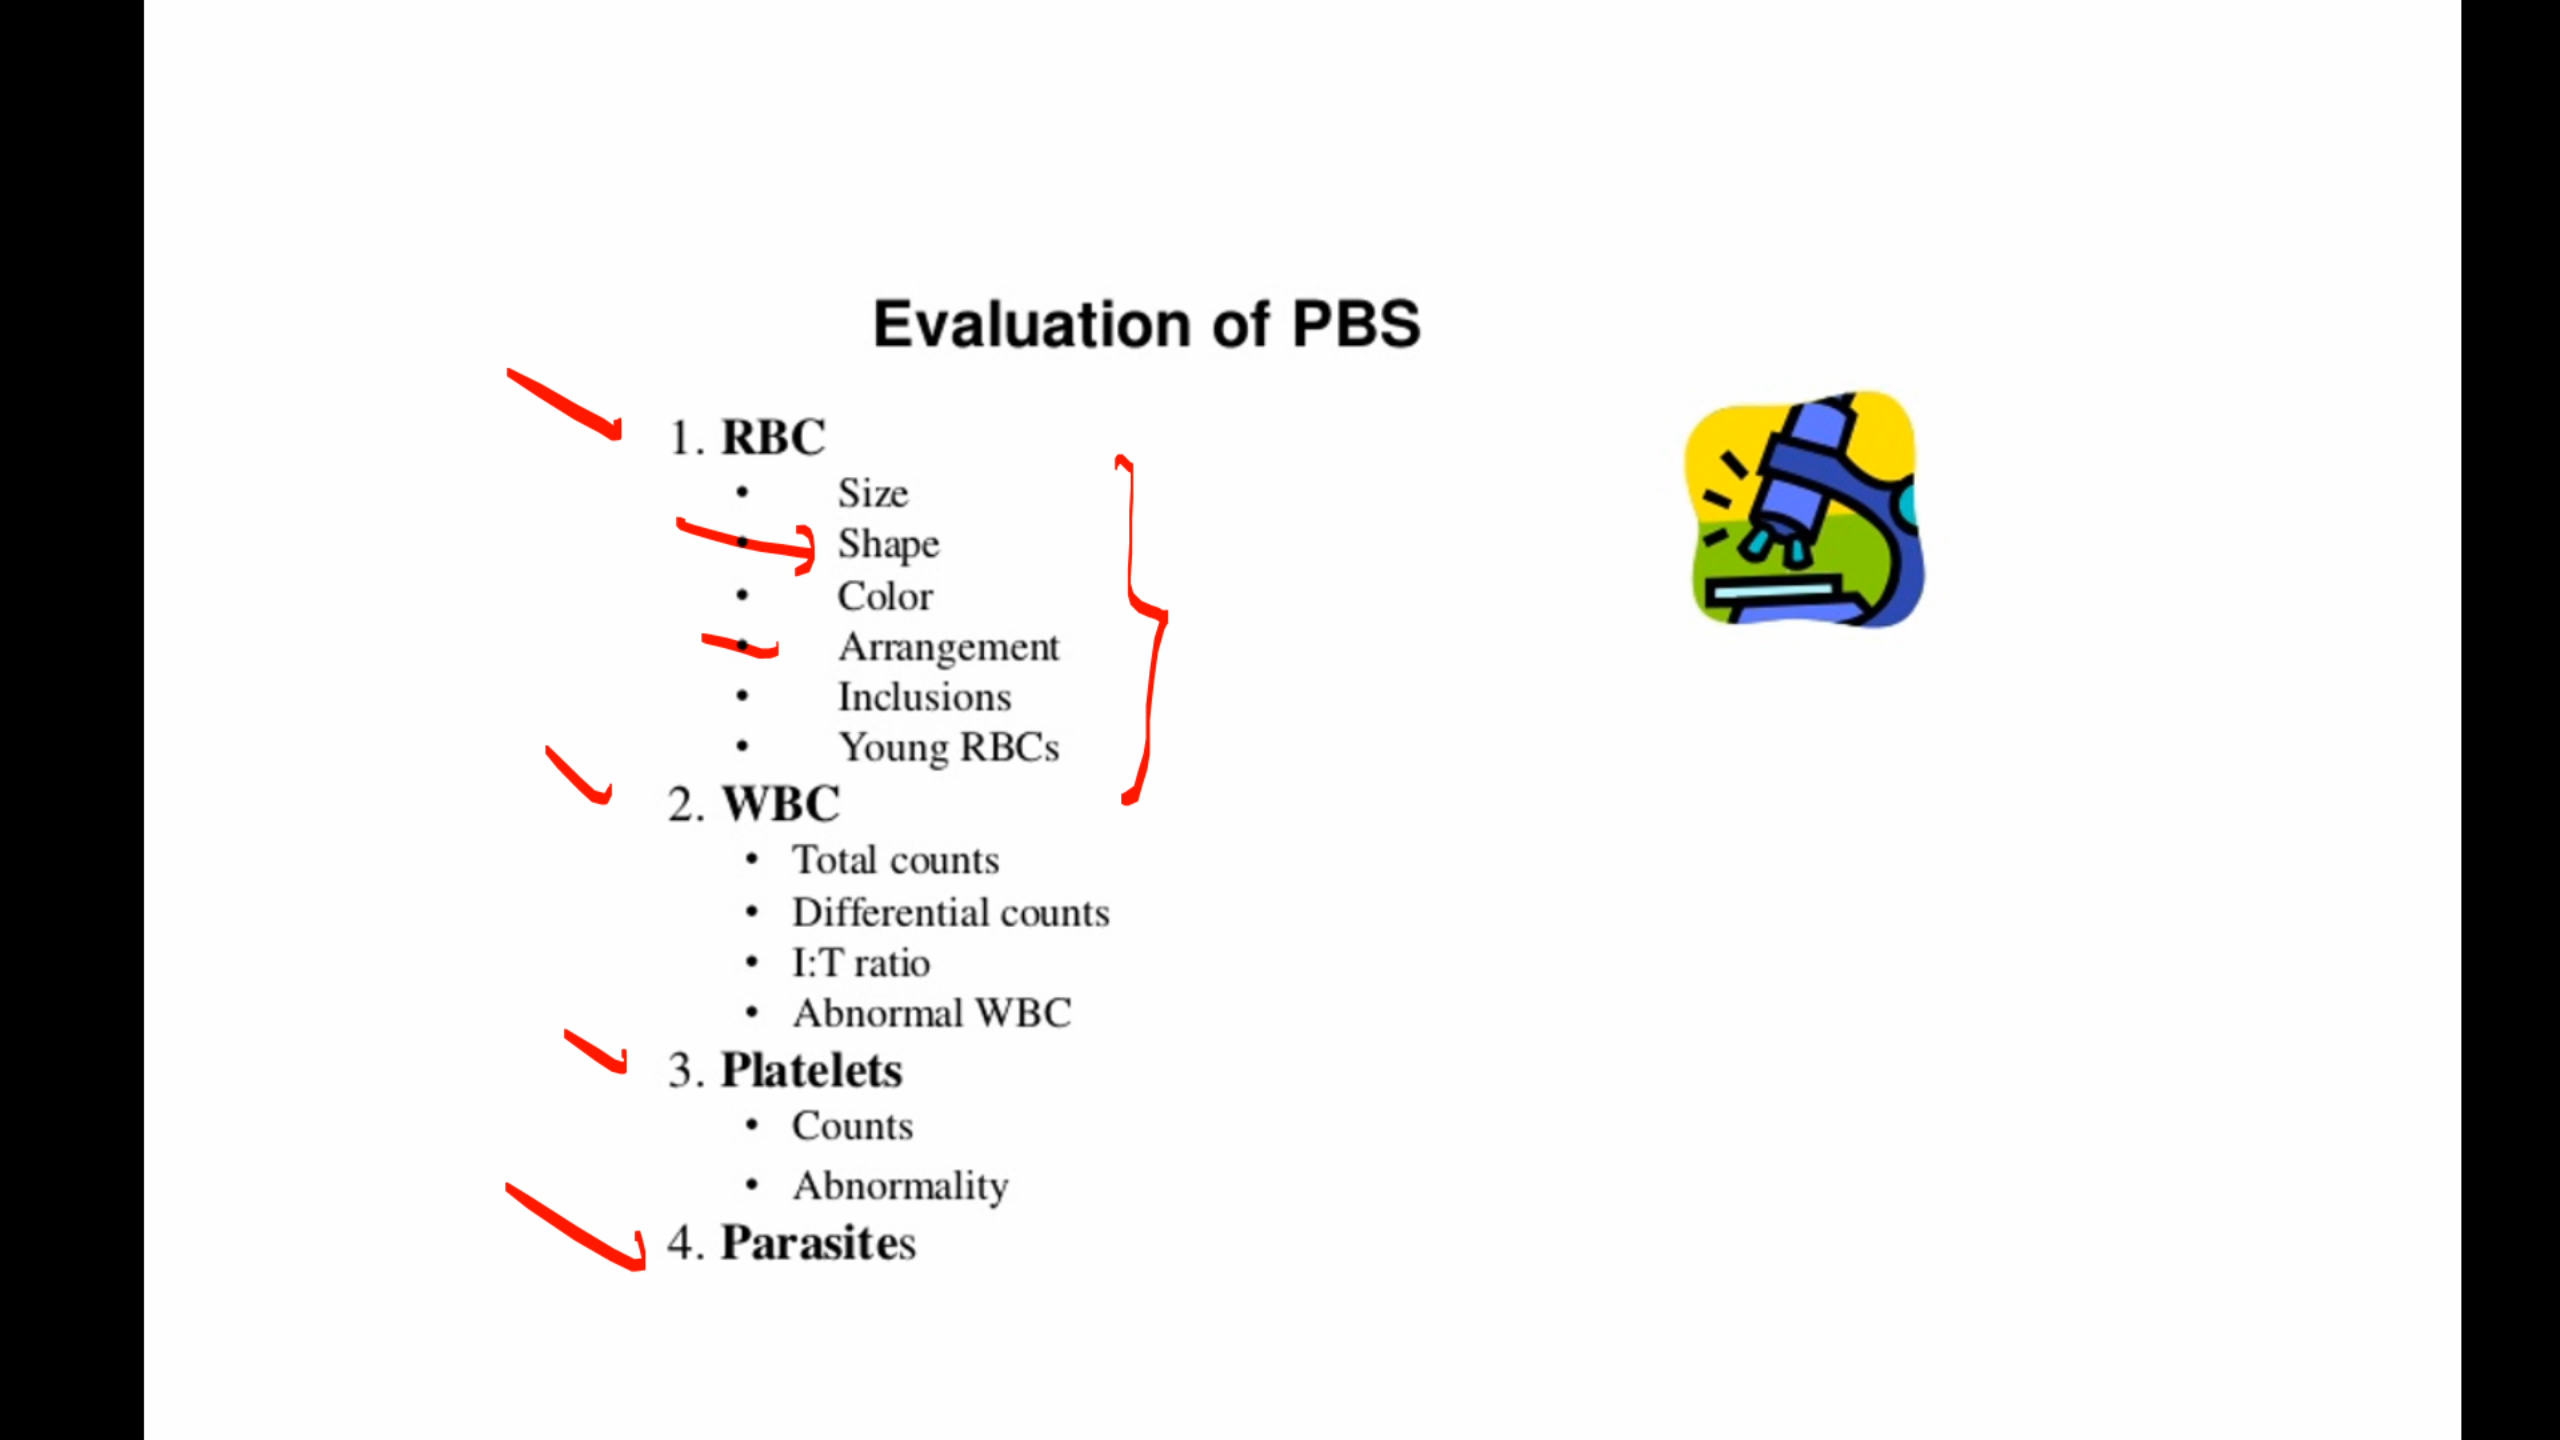 Evaluation of PBS
1. RBC
• Size
• Shape
• Color
• Arrangement
• Inclusions
• Young RBCs
2. WBC
• Total counts
• Differential counts
• I:T ratio
• Abnormal WBC
3. Platelets
• Counts
• Abnormality
4. Parasites